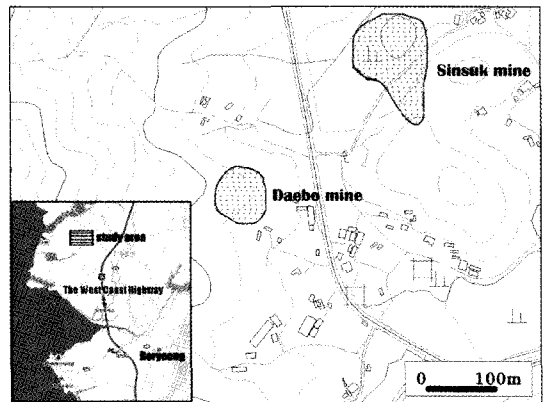 Sinsuk mine
Daebo mine
study area
The West Coast Highway
Boryeong
0 100m